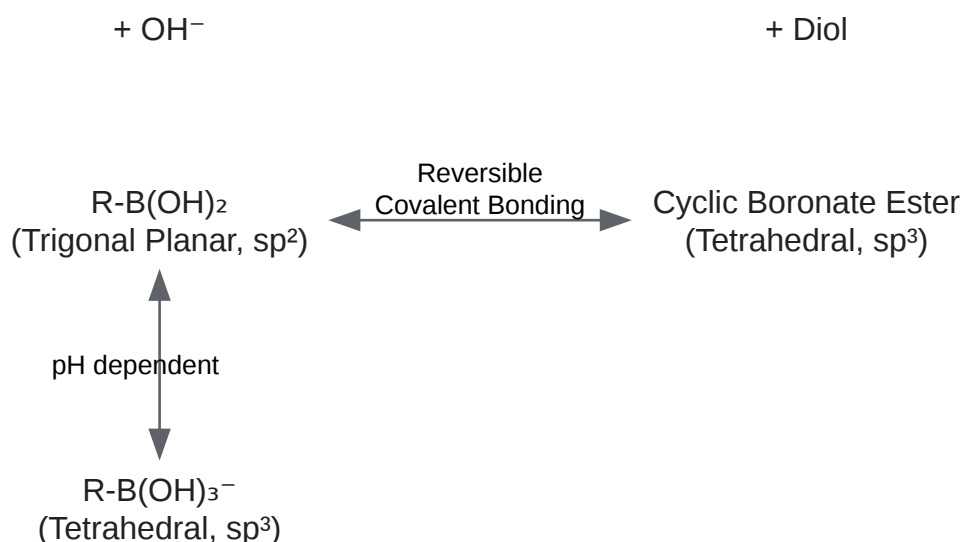 + OH⁻
+ Diol
Reversible
Covalent Bonding
R-B(OH)₂
(Trigonal Planar, sp²)
Cyclic Boronate Ester
(Tetrahedral, sp³)
pH dependent
R-B(OH)₃⁻
(Tetrahedral, sp³)